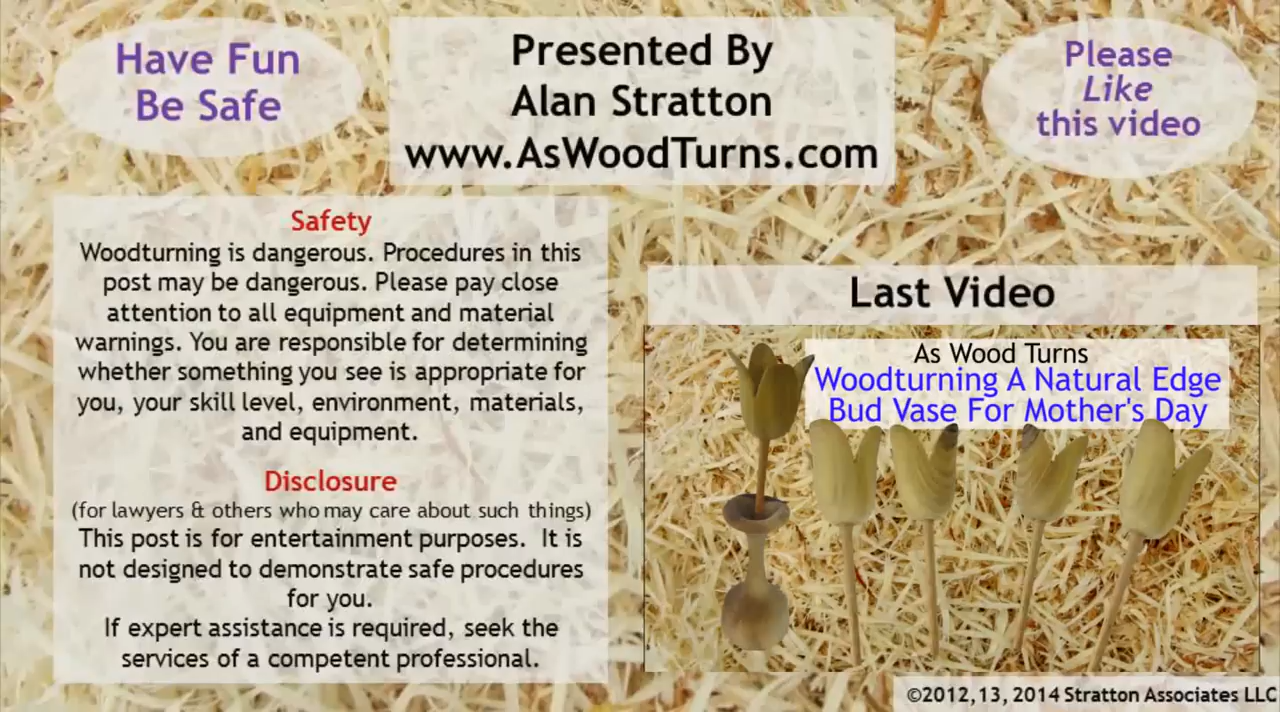 Have Fun
Be Safe
Presented By
Alan Stratton
www.AsWoodTurns.com
Please
Like
this video
Safety
Woodturning is dangerous. Procedures in this
post may be dangerous. Please pay close
attention to all equipment and material
warnings. You are responsible for determining
whether something you see is appropriate for
you, your skill level, environment, materials,
and equipment.
Disclosure
(for lawyers & others who may care about such things)
This post is for entertainment purposes.  It is
not designed to demonstrate safe procedures
for you.
If expert assistance is required, seek the
services of a competent professional.
Last Video
As Wood Turns
Woodturning A Natural Edge
Bud Vase For Mother's Day
©2012,13, 2014 Stratton Associates LLC